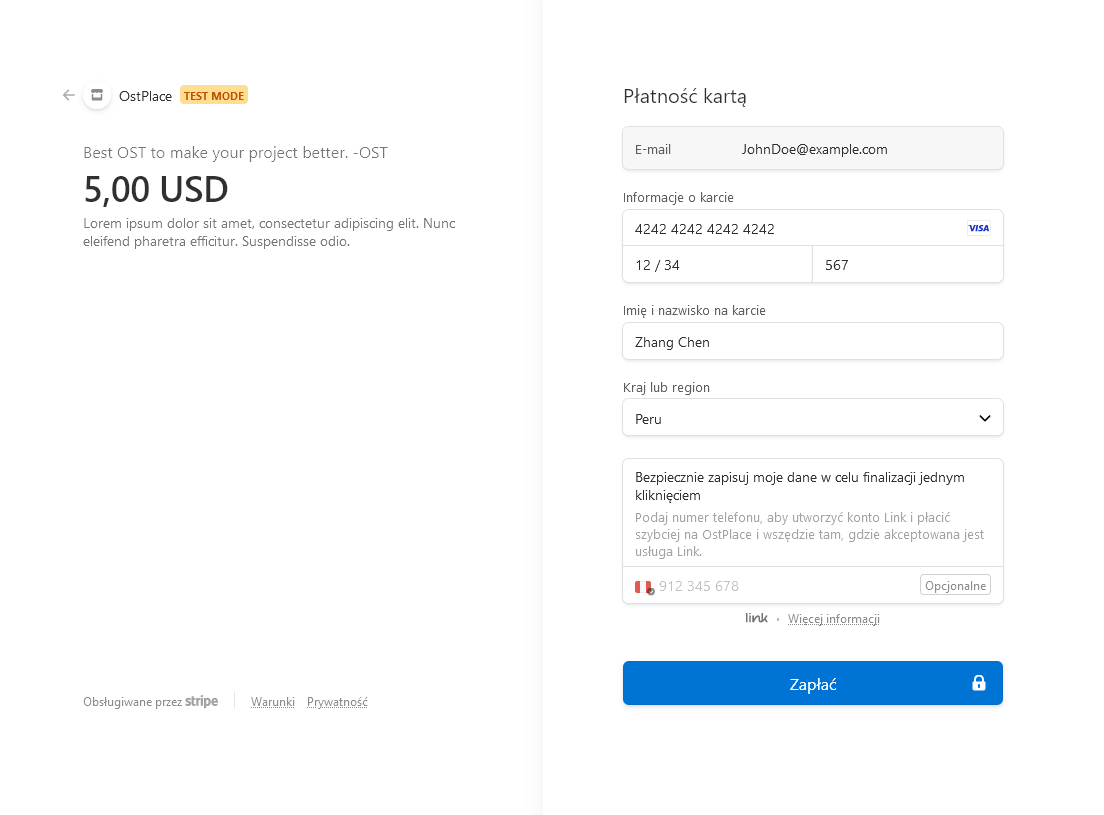 OstPlace TEST MODE
Best OST to make your project better. -OST
5,00 USD
Lorem ipsum dolor sit amet, consectetur adipiscing elit. Nunc
eleifend pharetra efficitur. Suspendisse odio.
Obsługiwane przez stripe
Warunki Prywatność
Płatność kartą
E-mail JohnDoe@example.com
Informacje o karcie
4242 4242 4242 4242 VISA
12 / 34 567
Imię i nazwisko na karcie
Zhang Chen
Kraj lub region
Peru
Bezpiecznie zapisuj moje dane w celu finalizacji jednym
kliknięciem
Podaj numer telefonu, aby utworzyć konto Link i płacić
szybciej na OstPlace i wszędzie tam, gdzie akceptowana jest
usługa Link.
912 345 678 Opcjonalne
link • Więcej informacji
Zapłać